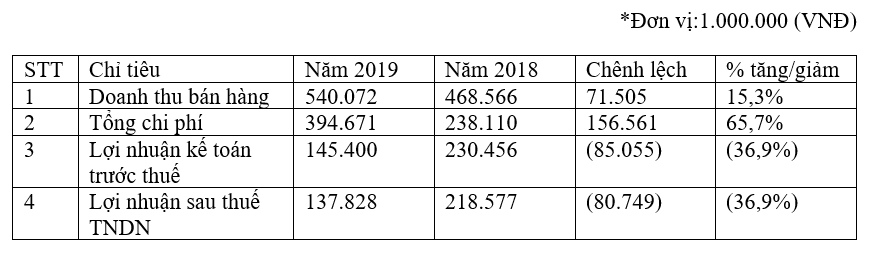 *Đơn vị:1.000.000 (VNĐ)
STT Chỉ tiêu Năm 2019 Năm 2018 Chênh lệch % tăng/giảm
1 Doanh thu bán hàng 540.072 468.566 71.505 15,3%
2 Tổng chi phí 394.671 238.110 156.561 65,7%
3 Lợi nhuận kế toán 145.400 230.456 (85.055) (36,9%)
trước thuế
4 Lợi nhuận sau thuế 137.828 218.577 (80.749) (36,9%)
TNDN